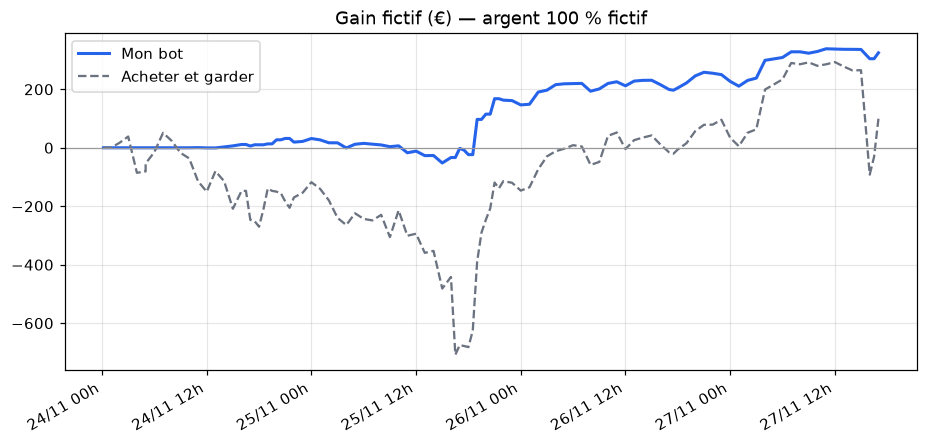 Gain fictif (€) — argent 100 % fictif
Mon bot
Acheter et garder
200
0
−200
−400
−600
24/11 00h
24/11 12h
25/11 00h
25/11 12h
26/11 00h
26/11 12h
27/11 00h
27/11 12h